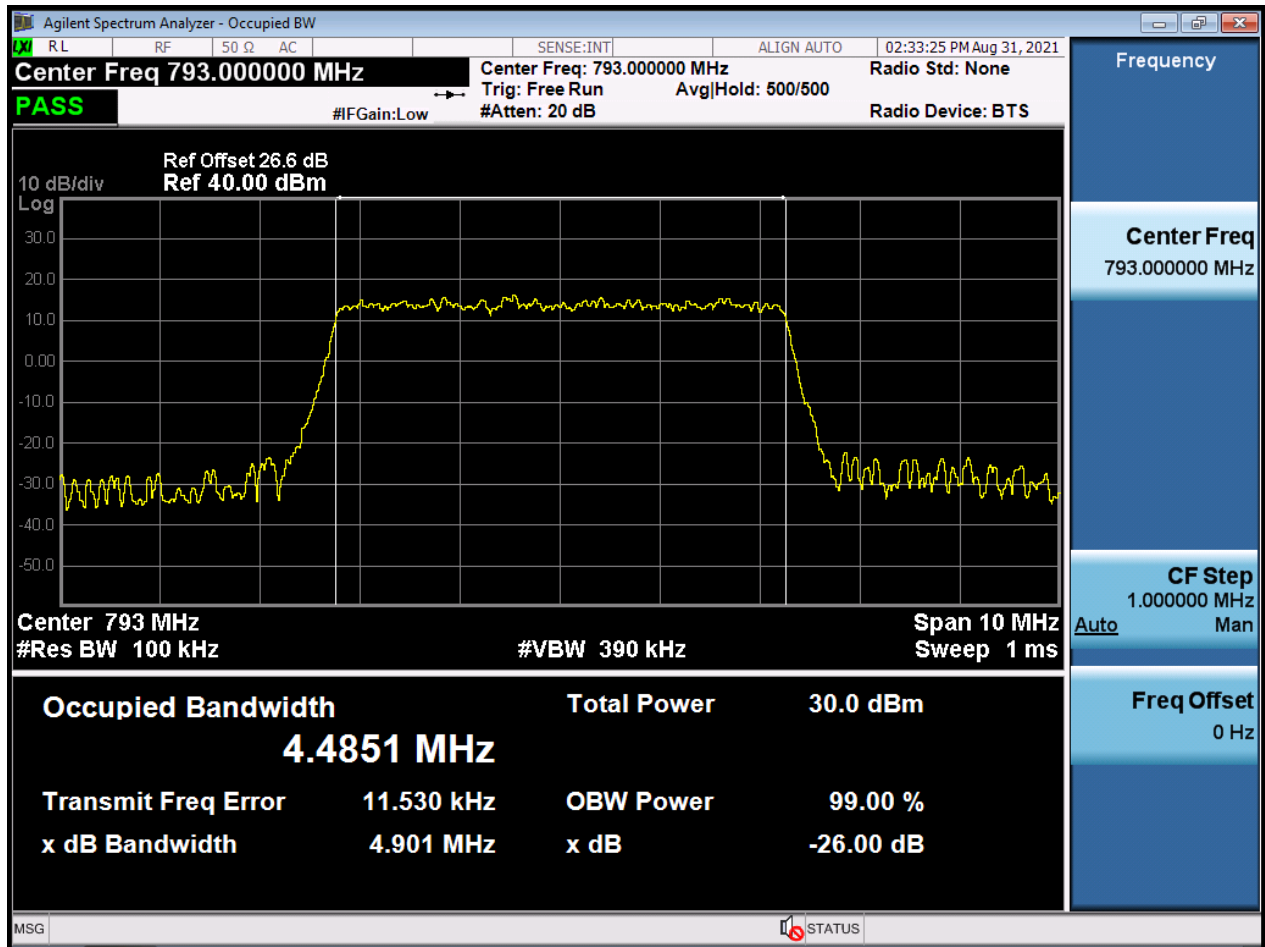 Agilent Spectrum Analyzer - Occupied BW
LXI RL RF 50 Ω AC SENSE:INT ALIGN AUTO 02:33:25 PM Aug 31, 2021
Center Freq 793.000000 MHz
Center Freq: 793.000000 MHz Radio Std: None
Trig: Free Run Avg|Hold: 500/500
PASS
#IFGain:Low #Atten: 20 dB Radio Device: BTS
Ref Offset 26.6 dB
10 dB/div Ref 40.00 dBm
Log
30.0
20.0
10.0
0.00
-10.0
-20.0
-30.0
-40.0
-50.0
Center 793 MHz Span 10 MHz
#Res BW 100 kHz #VBW 390 kHz Sweep 1 ms
Occupied Bandwidth Total Power 30.0 dBm
4.4851 MHz
Transmit Freq Error 11.530 kHz OBW Power 99.00 %
x dB Bandwidth 4.901 MHz x dB -26.00 dB
MSG STATUS
Frequency
Center Freq
793.000000 MHz
CF Step
1.000000 MHz
Auto Man
Freq Offset
0 Hz